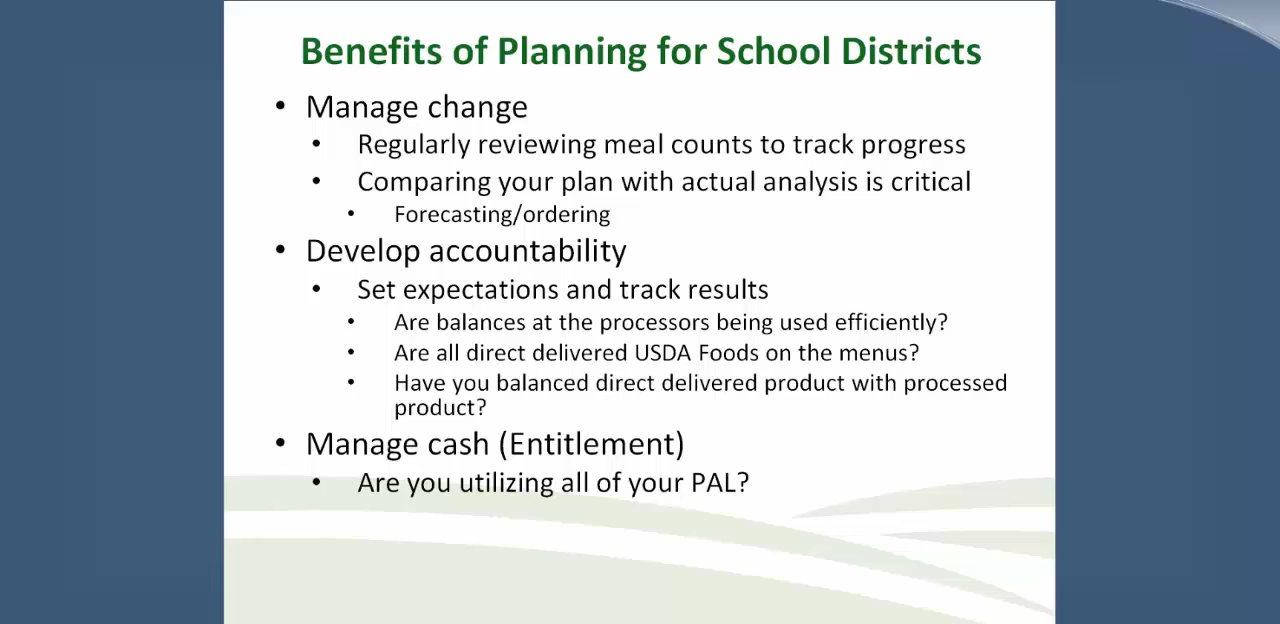 Benefits of Planning for School Districts
• Manage change
• Regularly reviewing meal counts to track progress
• Comparing your plan with actual analysis is critical
• Forecasting/ordering
• Develop accountability
• Set expectations and track results
• Are balances at the processors being used efficiently?
• Are all direct delivered USDA Foods on the menus?
• Have you balanced direct delivered product with processed
product?
• Manage cash (Entitlement)
• Are you utilizing all of your PAL?